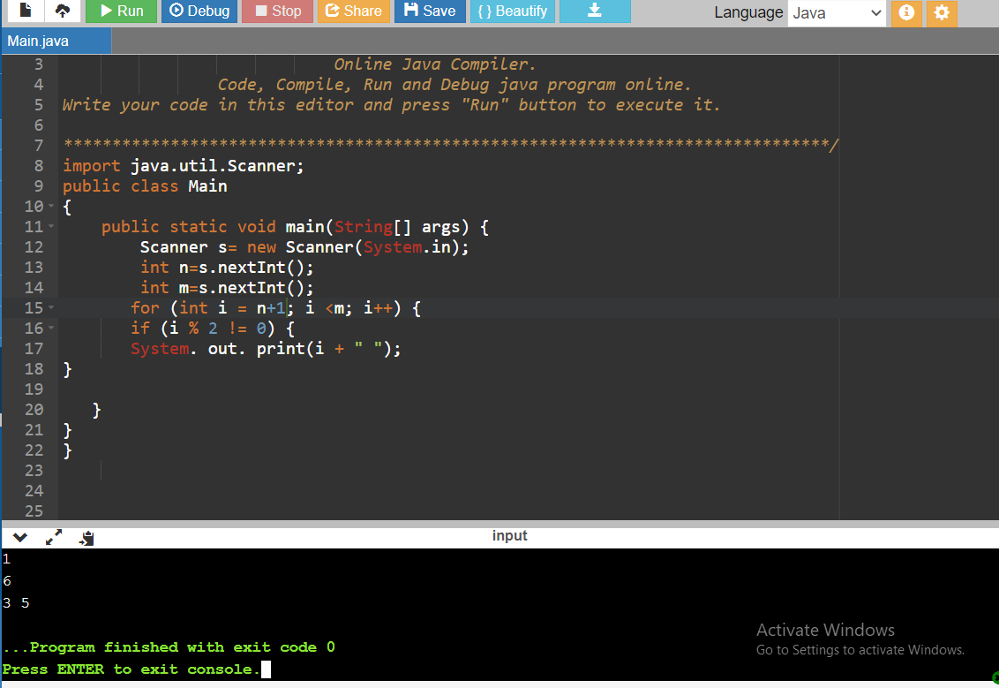 Run Debug Stop Share Save { } Beautify Language Java
Main.java
3 Online Java Compiler.
4 Code, Compile, Run and Debug java program online.
5 Write your code in this editor and press "Run" button to execute it.
6
7 *******************************************************************************/
8 import java.util.Scanner;
9 public class Main
10 {
11 public static void main(String[] args) {
12 Scanner s= new Scanner(System.in);
13 int n=s.nextInt();
14 int m=s.nextInt();
15 for (int i = n+1; i <m; i++) {
16 if (i % 2 != 0) {
17 System. out. print(i + " ");
18 }
19
20 }
21 }
22 }
23
24
25
input
1
6
3 5
...Program finished with exit code 0
Press ENTER to exit console.
Activate Windows
Go to Settings to activate Windows.